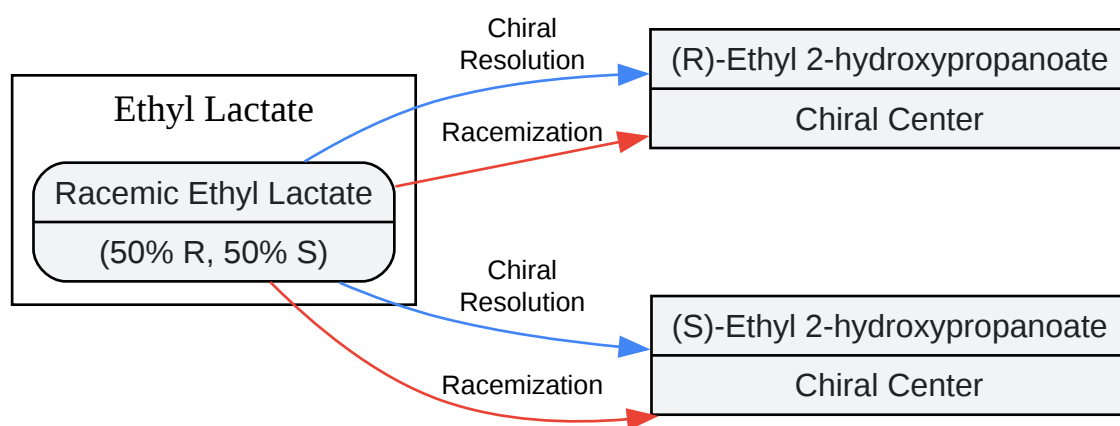 Ethyl Lactate
Racemic Ethyl Lactate
(50% R, 50% S)
Chiral
Resolution
Racemization
(R)-Ethyl 2-hydroxypropanoate
Chiral Center
Chiral
Resolution
Racemization
(S)-Ethyl 2-hydroxypropanoate
Chiral Center